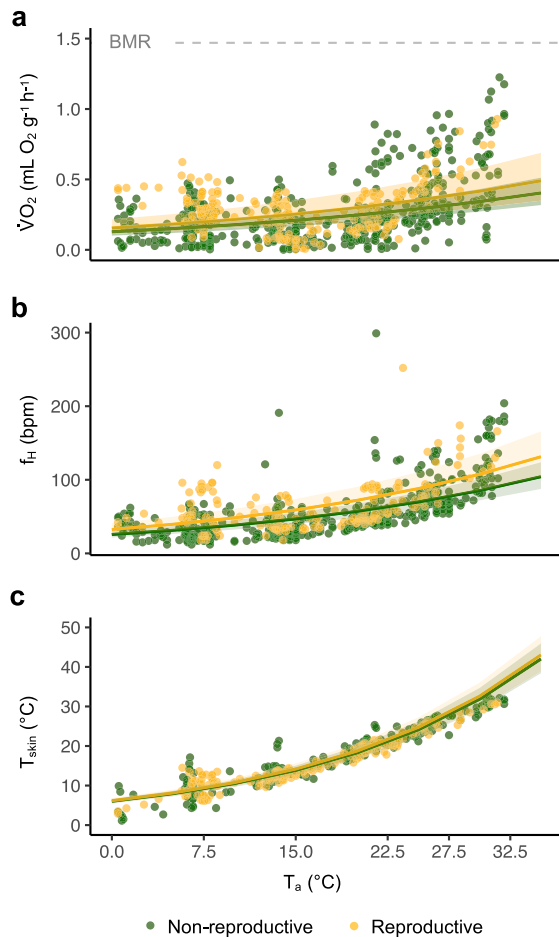 a
BMR
1.5
1.0
0.5
0.0
V̇O₂ (mL O₂ g⁻¹ h⁻¹)
b
300
200
100
0
fH (bpm)
c
50
40
30
20
10
0
Tskin (°C)
0.0 7.5 15.0 22.5 27.5 32.5
Ta (°C)
Non-reproductive Reproductive